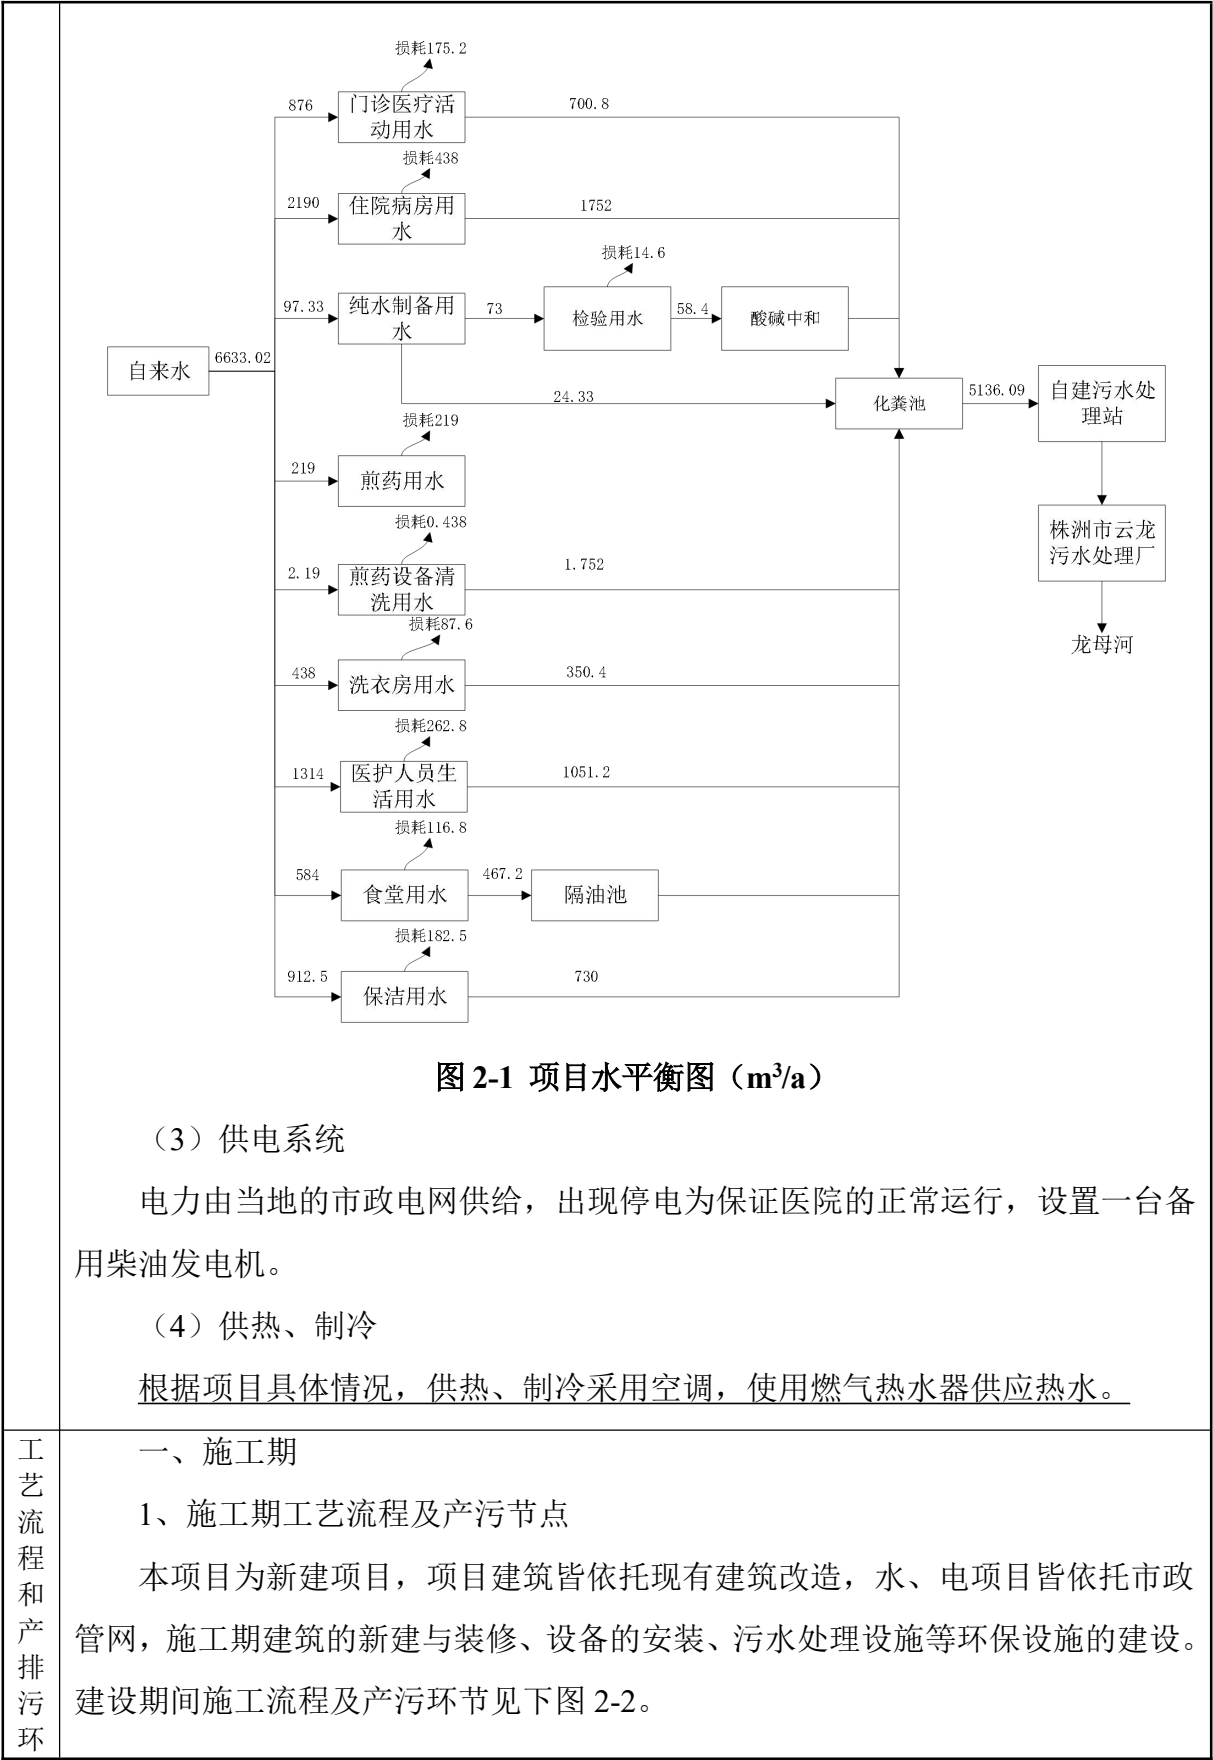 损耗175.2
876
门诊医疗活
动用水
700.8
损耗438
2190
住院病房用
水
1752
损耗14.6
97.33
纯水制备用
水
73
检验用水
58.4
酸碱中和
自来水
6633.02
24.33
化粪池
5136.09
自建污水处
理站
损耗219
219
煎药用水
株洲市云龙
污水处理厂
龙母河
损耗0.438
2.19
煎药设备清
洗用水
1.752
损耗87.6
438
洗衣房用水
350.4
损耗262.8
1314
医护人员生
活用水
1051.2
损耗116.8
584
食堂用水
467.2
隔油池
损耗182.5
912.5
保洁用水
730
图 2-1 项目水平衡图（m³/a）
（3）供电系统
电力由当地的市政电网供给，出现停电为保证医院的正常运行，设置一台备
用柴油发电机。
（4）供热、制冷
根据项目具体情况，供热、制冷采用空调，使用燃气热水器供应热水。
工
艺
流
程
和
产
排
污
环
一、施工期
1、施工期工艺流程及产污节点
本项目为新建项目，项目建筑皆依托现有建筑改造，水、电项目皆依托市政
管网，施工期建筑的新建与装修、设备的安装、污水处理设施等环保设施的建设。
建设期间施工流程及产污环节见下图 2-2。